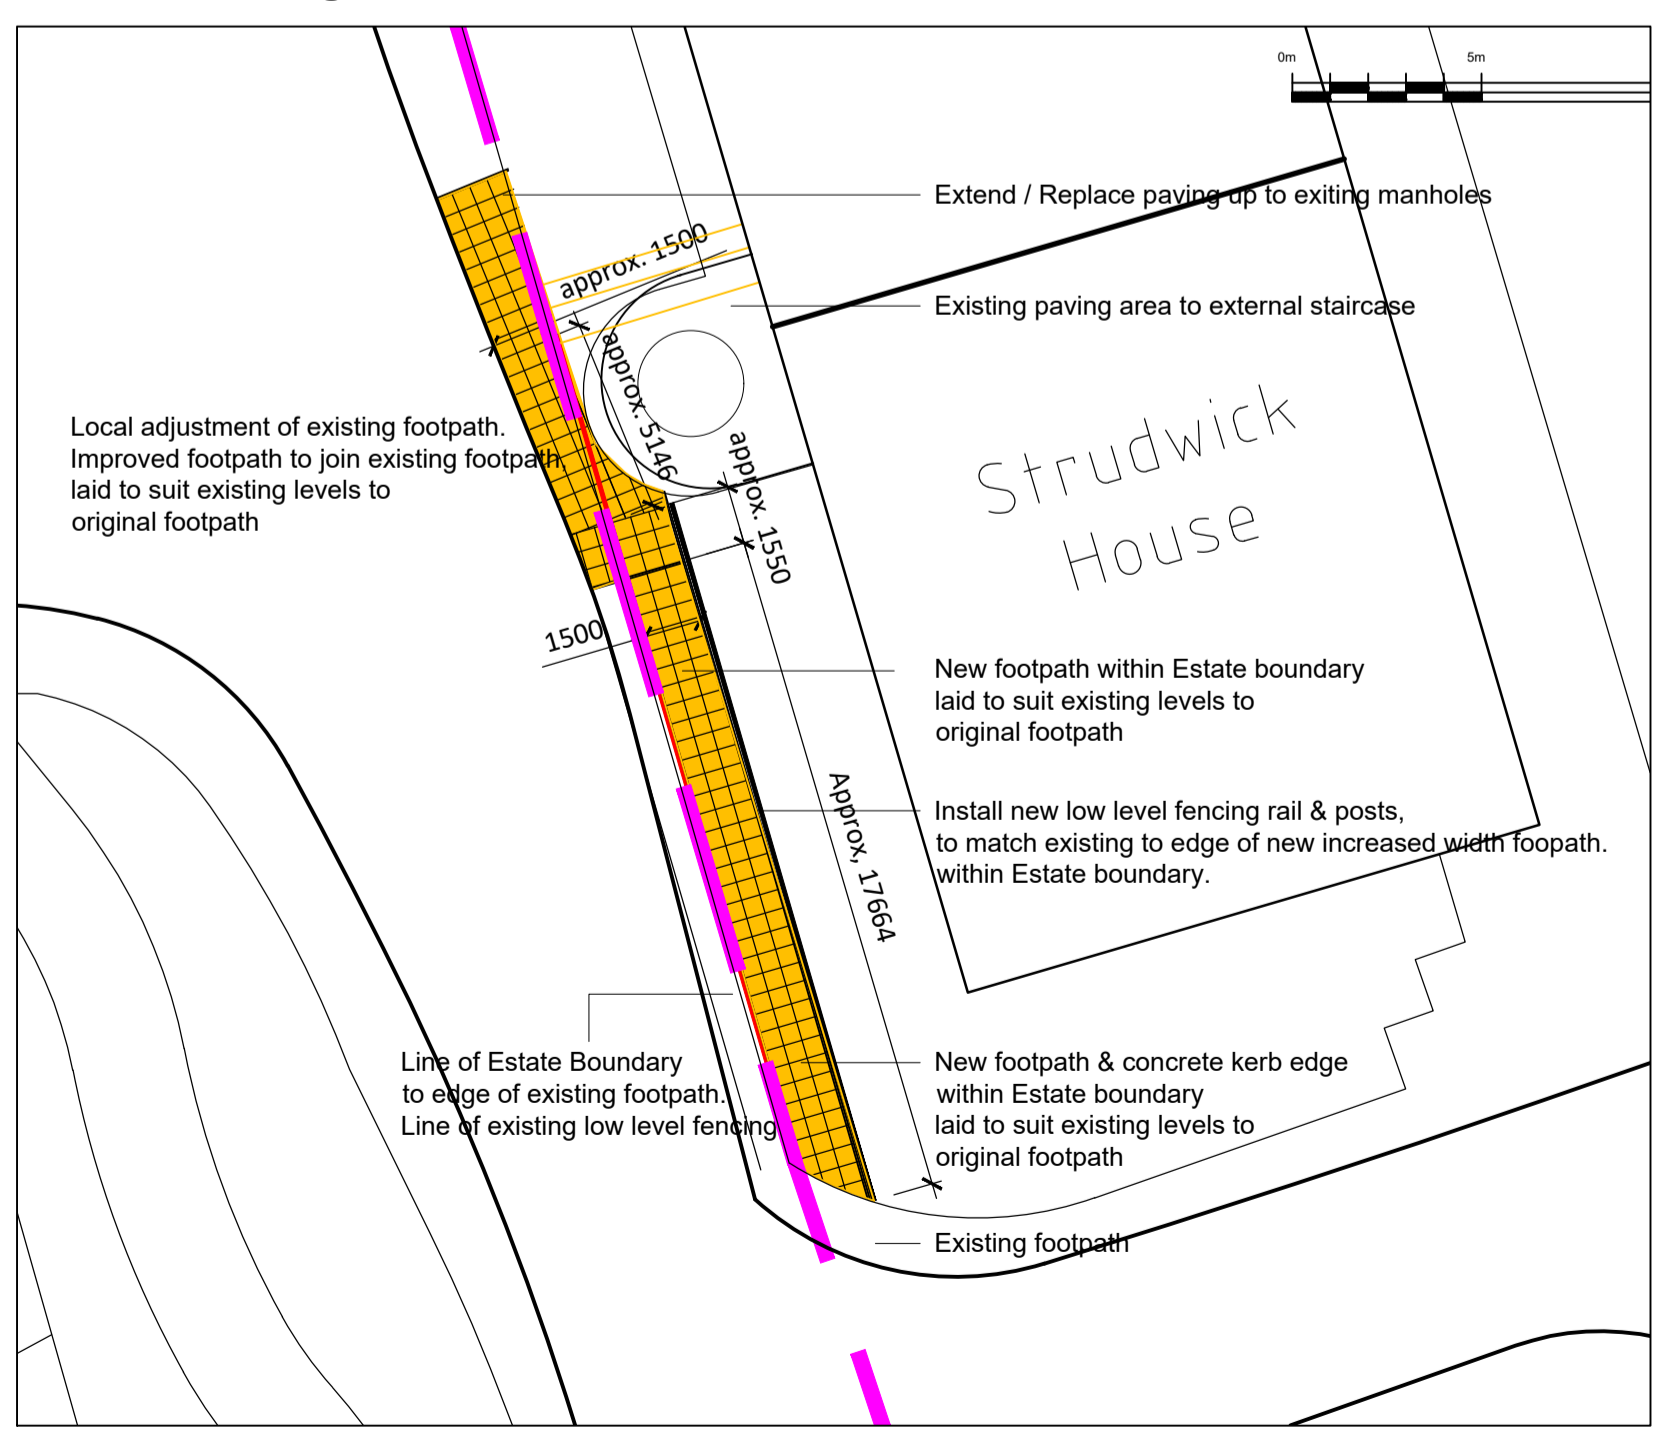 0m
5m
Extend / Replace paving up to exiting manholes
approx. 1500
Existing paving area to external staircase
approx. 5146
Strudwick
House
Local adjustment of existing footpath.
Improved footpath to join existing footpath,
laid to suit existing levels to
original footpath
approx. 1550
1500
New footpath within Estate boundary
laid to suit existing levels to
original footpath
Approx, 17664
Install new low level fencing rail & posts,
to match existing to edge of new increased width foopath.
within Estate boundary.
Line of Estate Boundary
to edge of existing footpath.
Line of existing low level fencing
New footpath & concrete kerb edge
within Estate boundary
laid to suit existing levels to
original footpath
Existing footpath